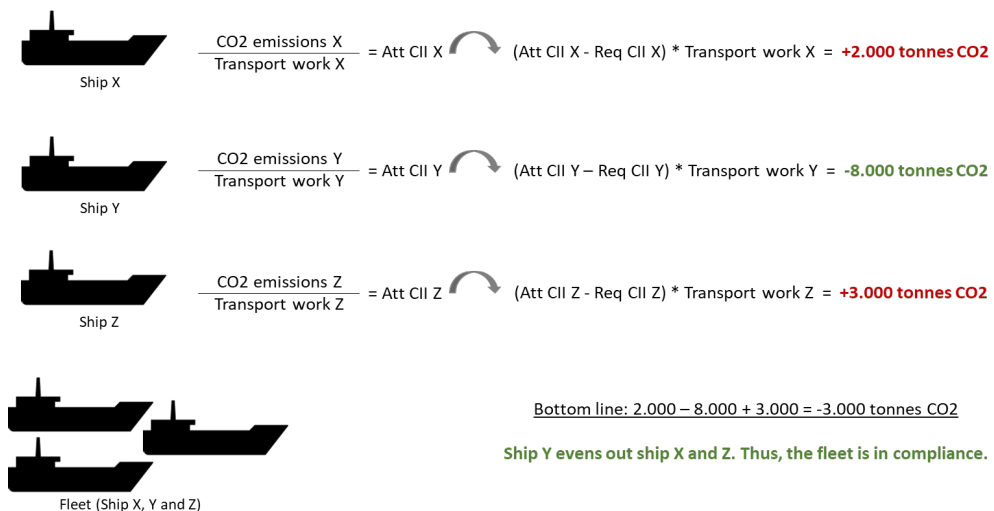 CO2 emissions X
Transport work X
= Att CII X
(Att CII X - Req CII X) * Transport work X = +2.000 tonnes CO2
Ship X
CO2 emissions Y
Transport work Y
= Att CII Y
(Att CII Y – Req CII Y) * Transport work Y = -8.000 tonnes CO2
Ship Y
CO2 emissions Z
Transport work Z
= Att CII Z
(Att CII Z - Req CII Z) * Transport work Z = +3.000 tonnes CO2
Ship Z
Bottom line: 2.000 – 8.000 + 3.000 = -3.000 tonnes CO2
Ship Y evens out ship X and Z. Thus, the fleet is in compliance.
Fleet (Ship X, Y and Z)